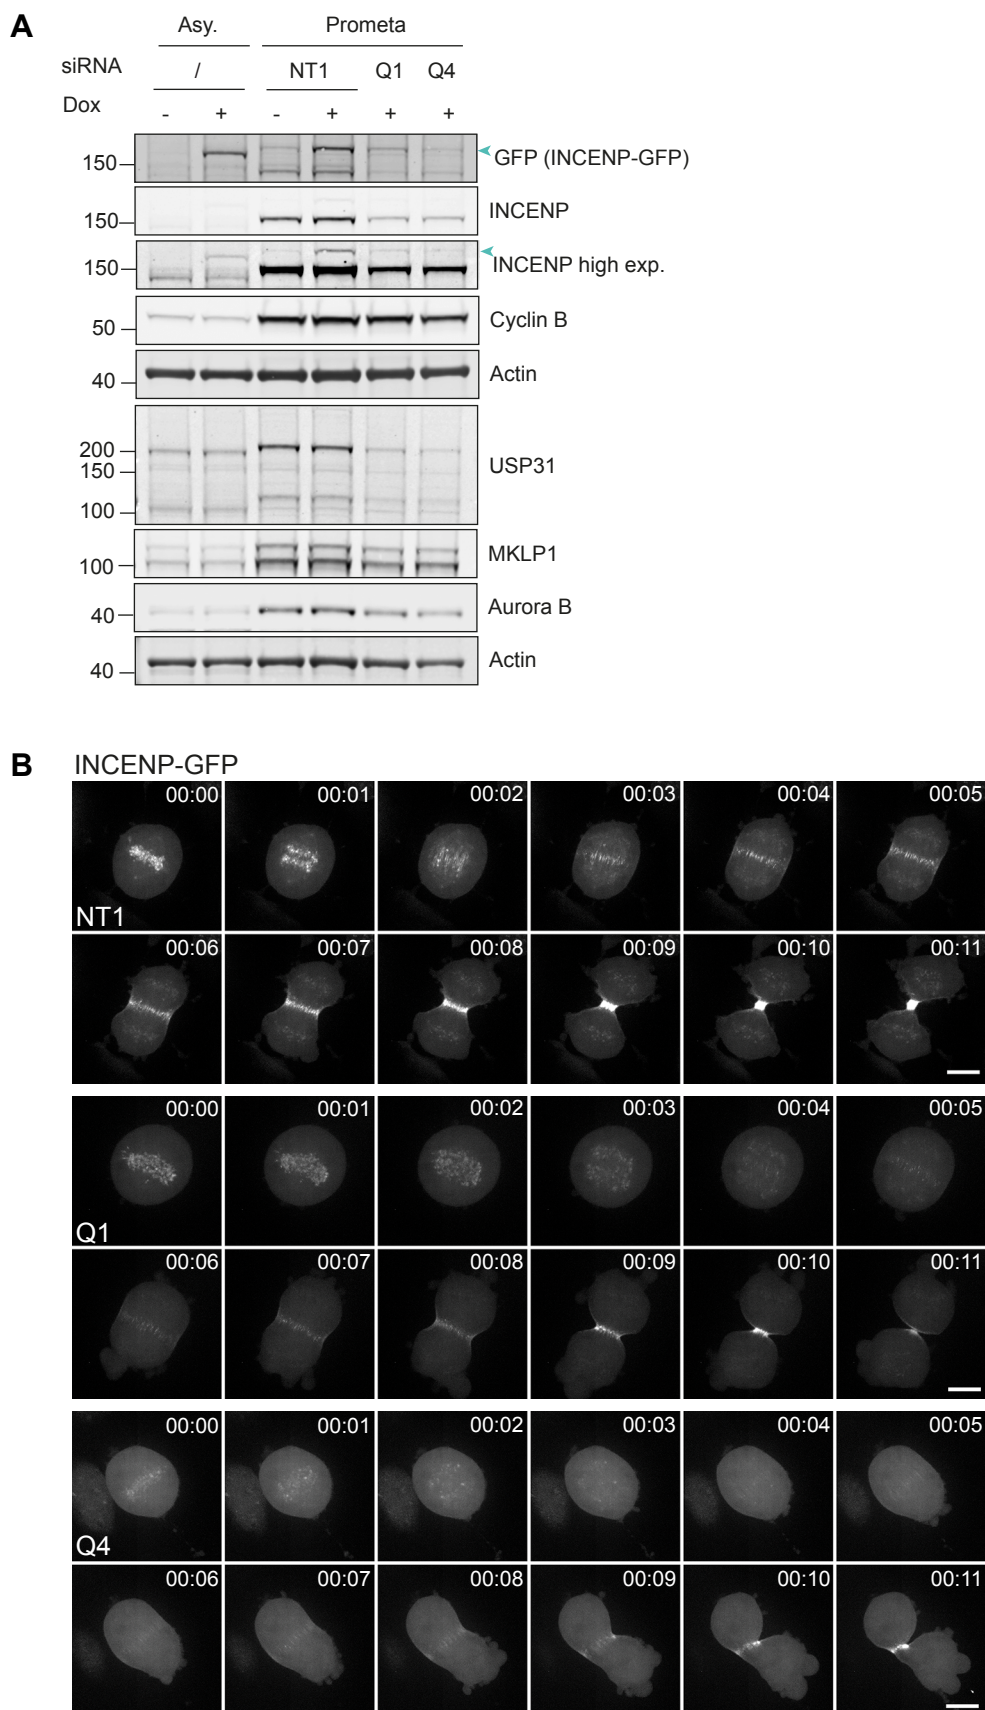 A
Asy. Prometa
siRNA / NT1 Q1 Q4
Dox - + - + + +
150 GFP (INCENP-GFP)
150 INCENP
150 INCENP high exp.
50 Cyclin B
40 Actin
200
150 USP31
100
100 MKLP1
40 Aurora B
40 Actin
B INCENP-GFP
00:00 00:01 00:02 00:03 00:04 00:05
NT1
00:06 00:07 00:08 00:09 00:10 00:11
00:00 00:01 00:02 00:03 00:04 00:05
Q1
00:06 00:07 00:08 00:09 00:10 00:11
00:00 00:01 00:02 00:03 00:04 00:05
Q4
00:06 00:07 00:08 00:09 00:10 00:11